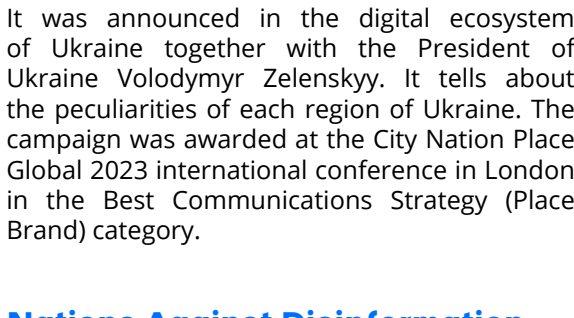 It was announced in the digital ecosystem
of Ukraine together with the President of
Ukraine Volodymyr Zelenskyy. It tells about
the peculiarities of each region of Ukraine. The
campaign was awarded at the City Nation Place
Global 2023 international conference in London
in the Best Communications Strategy (Place
Brand) category.
Nations Against Disinformation